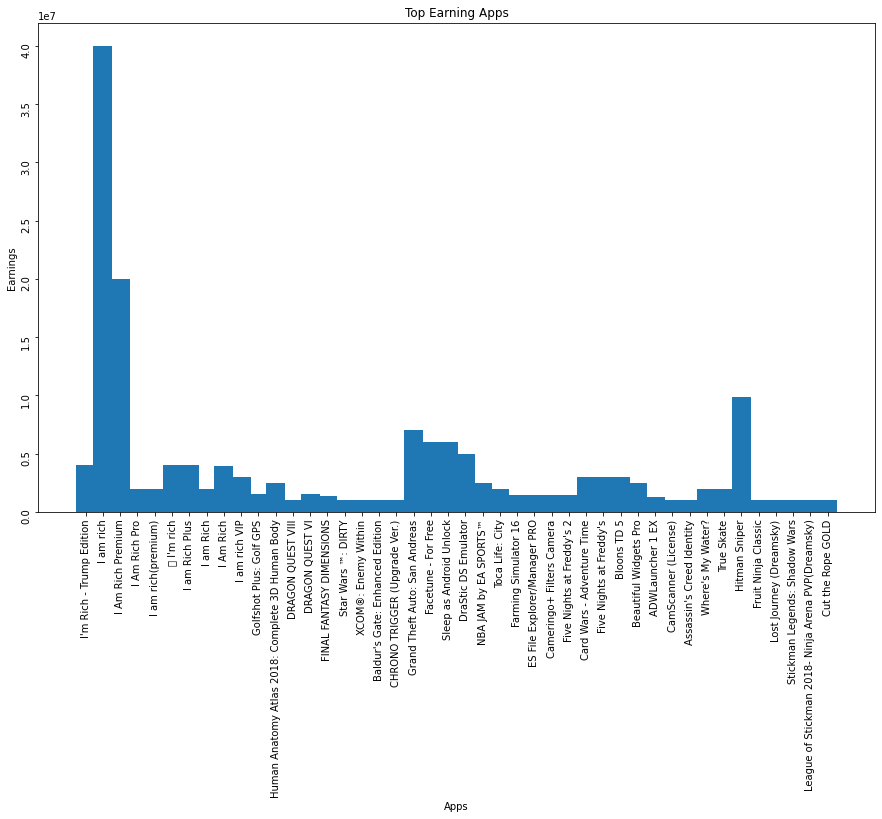 Top Earning Apps
1e7
4.0
3.5
3.0
2.5
2.0
1.5
1.0
0.5
0.0
Earnings
I'm Rich - Trump Edition
I am rich
I Am Rich Premium
I Am Rich Pro
I am rich(premium)
I'm rich
I am Rich Plus
I am Rich
I Am Rich
I am rich VIP
Golfshot Plus: Golf GPS
Human Anatomy Atlas 2018: Complete 3D Human Body
DRAGON QUEST VIII
DRAGON QUEST VI
FINAL FANTASY DIMENSIONS
Star Wars ™: DIRTY
XCOM®: Enemy Within
Baldur's Gate: Enhanced Edition
CHRONO TRIGGER (Upgrade Ver.)
Grand Theft Auto: San Andreas
Facetune - For Free
Sleep as Android Unlock
DraStic DS Emulator
NBA JAM by EA SPORTS™
Toca Life: City
Farming Simulator 16
ES File Explorer/Manager PRO
Cameringo+ Filters Camera
Five Nights at Freddy's 2
Card Wars - Adventure Time
Five Nights at Freddy's
Bloons TD 5
Beautiful Widgets Pro
ADWLauncher 1 EX
CamScanner (License)
Assassin's Creed Identity
Where's My Water?
True Skate
Hitman Sniper
Fruit Ninja Classic
Lost Journey (Dreamsky)
Stickman Legends: Shadow Wars
League of Stickman 2018- Ninja Arena PVP(Dreamsky)
Cut the Rope GOLD
Apps